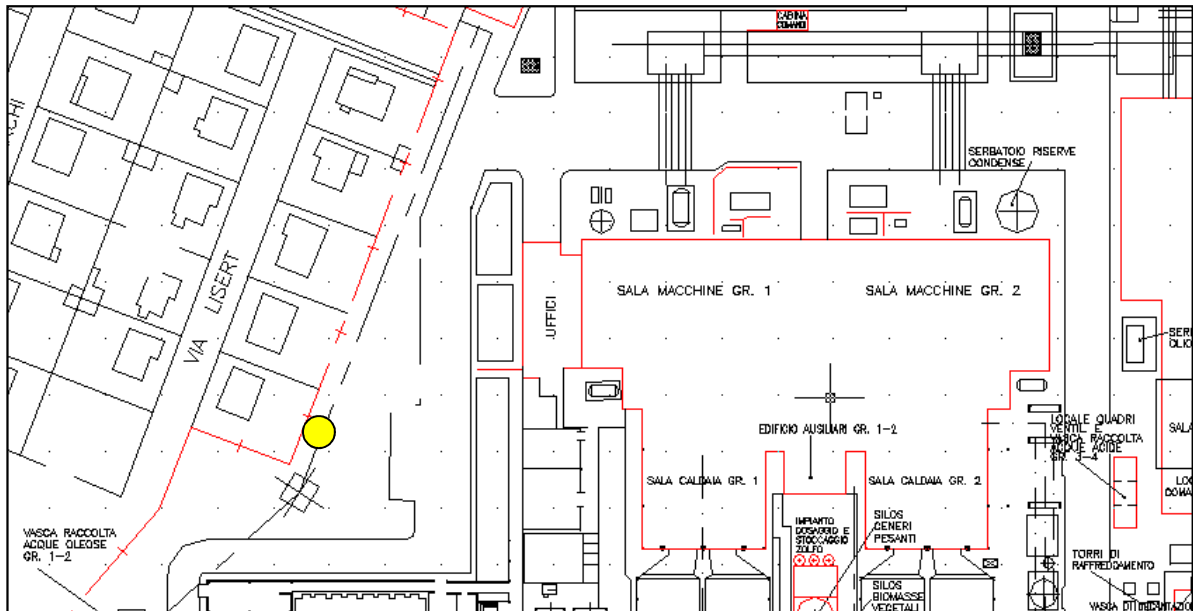 CABINA
COMANDI
SERBATOIO RISERVE
CONDENSE
VIA LISERT
UFFICI
SALA MACCHINE GR. 1
SALA MACCHINE GR. 2
EDIFICIO AUSILIARI GR. 1-2
SALA CALDAIA GR. 1
SALA CALDAIA GR. 2
LOCALE QUADRI
VENTIL E
VASCA RACCOLTA
ACQUE ACIDE
GR. 3-4
SALA
COMA
VASCA RACCOLTA
ACQUE OLEOSE
GR. 1-2
IMPIANTO
DOSAGGIO E
STOCCAGGIO
ZOLFO
SILOS
CENERI
PESANTI
SILOS
BIOMASSE
VEGETALI
TORRI DI
RAFFREDDAMENTO